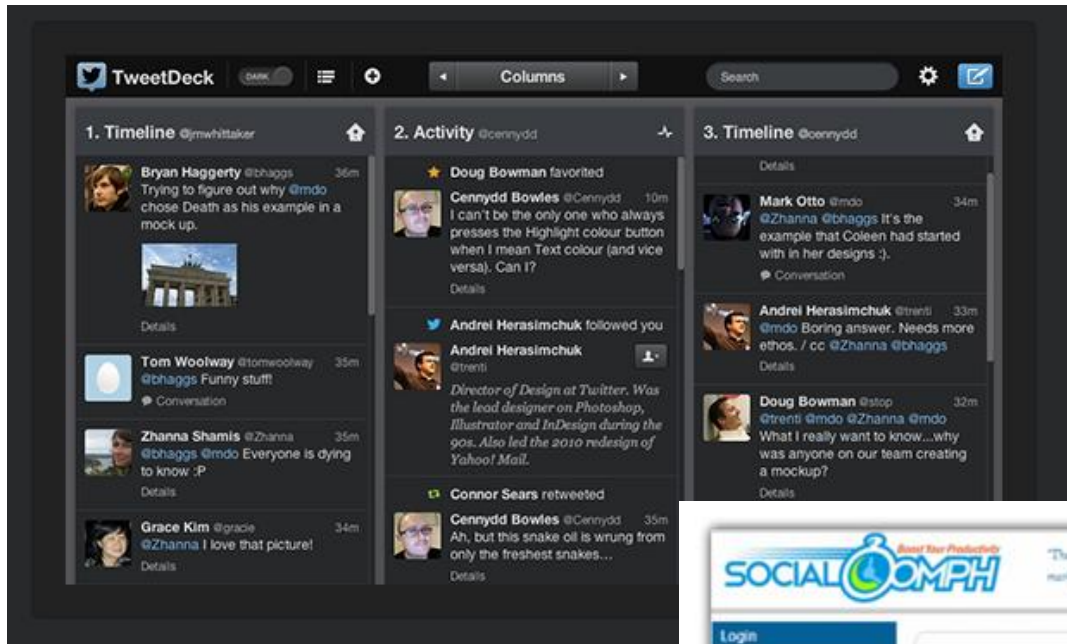 TweetDeck DARK Columns Search
1. Timeline @jmwhittaker
Bryan Haggerty @bhaggs 36m
Trying to figure out why @mdo
chose Death as his example in a
mock up.
Details
Tom Woolway @tomwoolway 35m
@bhaggs Funny stuff!
Conversation
Zhanna Shamis @Zhanna 35m
@bhaggs @mdo Everyone is dying
to know :P
Details
Grace Kim @gracie 34m
@Zhanna I love that picture!
Details
2. Activity @cennydd
Doug Bowman favorited
Cennydd Bowles @Cennydd 10m
I can't be the only one who always
presses the Highlight colour button
when I mean Text colour (and vice
versa). Can I?
Details
Andrei Herasimchuk followed you
Andrei Herasimchuk
@trenti
Director of Design at Twitter. Was
the lead designer on Photoshop,
Illustrator and InDesign during the
90s. Also led the 2010 redesign of
Yahoo! Mail.
Connor Sears retweeted
Cennydd Bowles @Cennydd 35m
Ah, but this snake oil is wrung from
only the freshest snakes…
Details
3. Timeline @cennydd
Details
Mark Otto @mdo 34m
@Zhanna @bhaggs It's the
example that Coleen had started
with in her designs :).
Conversation
Andrei Herasimchuk @trenti 33m
@mdo Boring answer. Needs more
ethos. / cc @Zhanna @bhaggs
Details
Doug Bowman @stop 32m
@trenti @mdo @Zhanna @mdo
What I really want to know...why
was anyone on our team creating
a mockup?
Details
Boost Your Productivity
SOCIAL OOMPH
Login